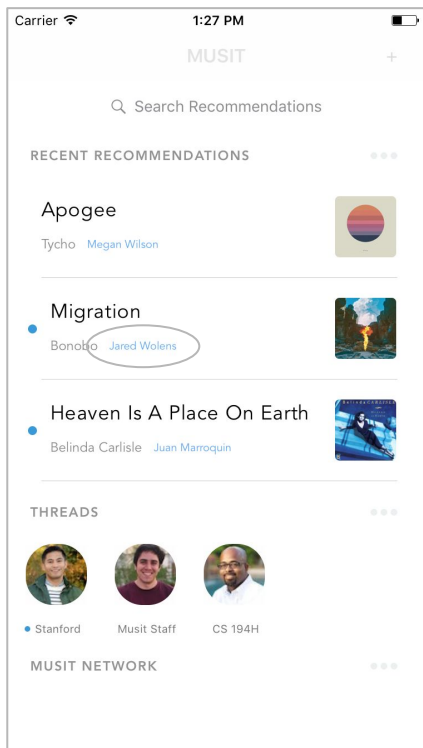 Carrier 1:27 PM
MUSIT +
Search Recommendations
RECENT RECOMMENDATIONS
Apogee
Tycho Megan Wilson
Migration
Bonobo Jared Wolens
Heaven Is A Place On Earth
Belinda Carlisle Juan Marroquin
THREADS
Stanford Musit Staff CS 194H
MUSIT NETWORK